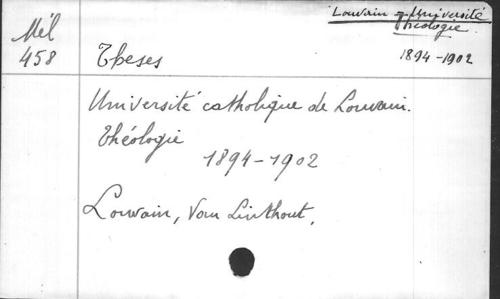 Louvain - Université
Théologie
1894-1902
Mél
458
Theses
Université catholique de Louvain.
Théologie
1894-1902
Louvain, Van Linthout.